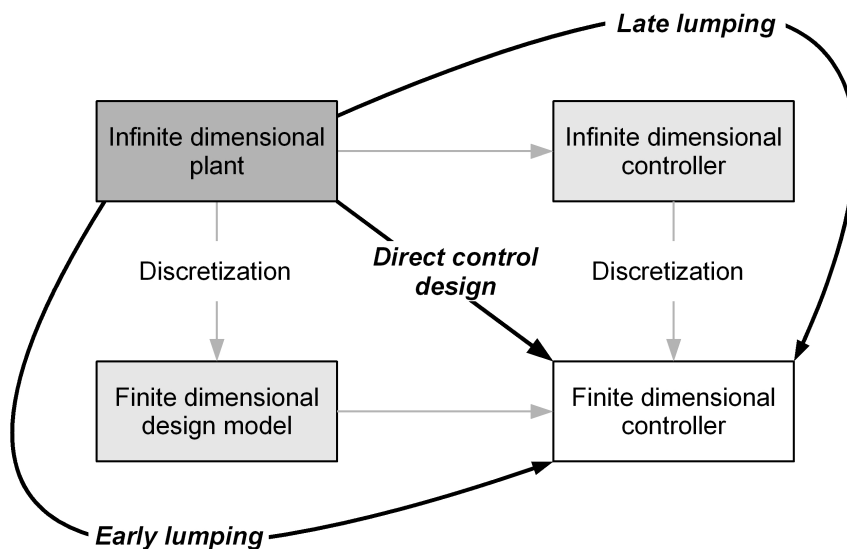 Late lumping
Infinite dimensional
plant
Infinite dimensional
controller
Discretization
Direct control
design
Discretization
Finite dimensional
design model
Finite dimensional
controller
Early lumping